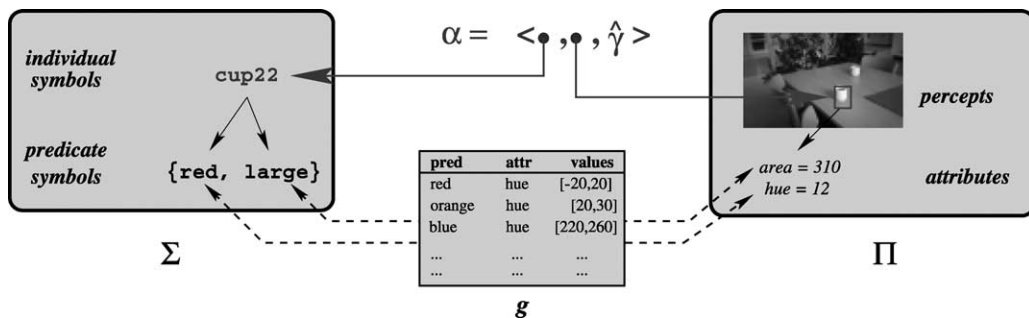 α = < , , γ̂ >
individual
symbols
cup22
predicate
symbols
{red, large}
Σ
pred attr values
red hue [-20,20]
orange hue [20,30]
blue hue [220,260]
... ... ...
... ... ...
g
percepts
area = 310
hue = 12
attributes
Π